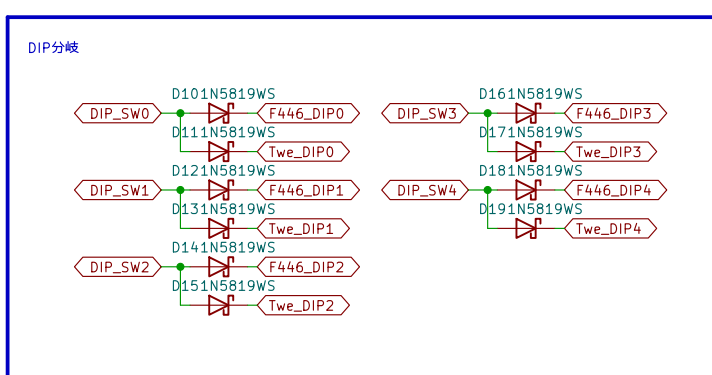 DIP分岐
D101N5819WS
DIP_SW0
F446_DIP0
D111N5819WS
Twe_DIP0
D121N5819WS
DIP_SW1
F446_DIP1
D131N5819WS
Twe_DIP1
D141N5819WS
DIP_SW2
F446_DIP2
D151N5819WS
Twe_DIP2
D161N5819WS
DIP_SW3
F446_DIP3
D171N5819WS
Twe_DIP3
D181N5819WS
DIP_SW4
F446_DIP4
D191N5819WS
Twe_DIP4